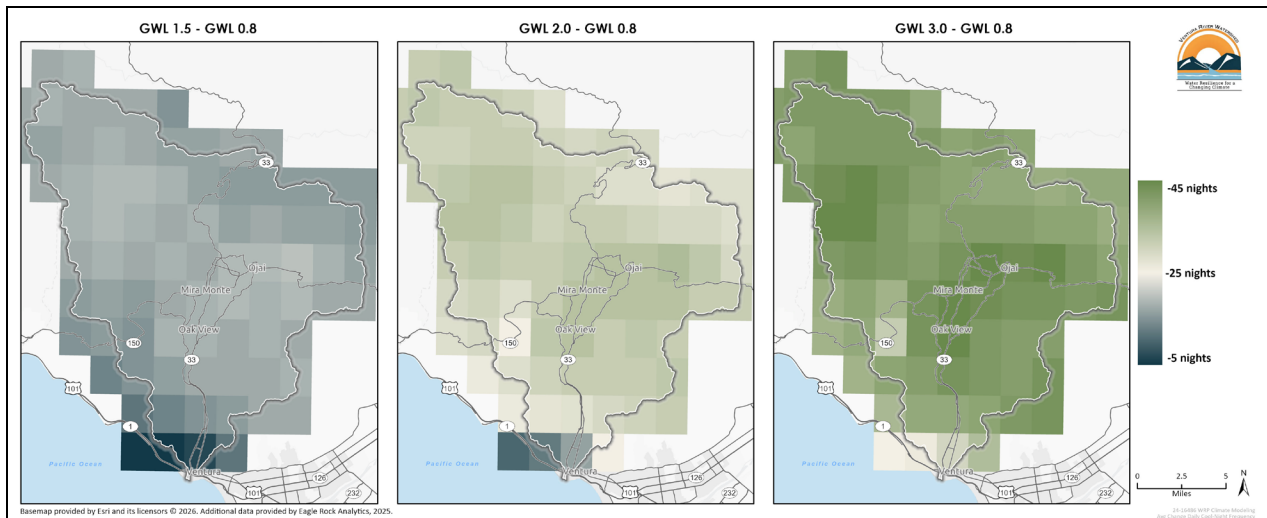 GWL 1.5 - GWL 0.8
GWL 2.0 - GWL 0.8
GWL 3.0 - GWL 0.8
VENTURA RIVER WATERSHED
Water Resilience for a
Changing Climate
33
Ojai
Mira Monte
Oak View
150
33
101
1
Pacific Ocean
Ventura
101
126
232
33
Ojai
Mira Monte
Oak View
150
33
101
1
Pacific Ocean
Ventura
101
126
232
33
Ojai
Mira Monte
Oak View
150
33
101
1
Pacific Ocean
Ventura
101
126
232
-45 nights
-25 nights
-5 nights
0 2.5 5
Miles
N
Basemap provided by Esri and its licensors © 2026. Additional data provided by Eagle Rock Analytics, 2025.